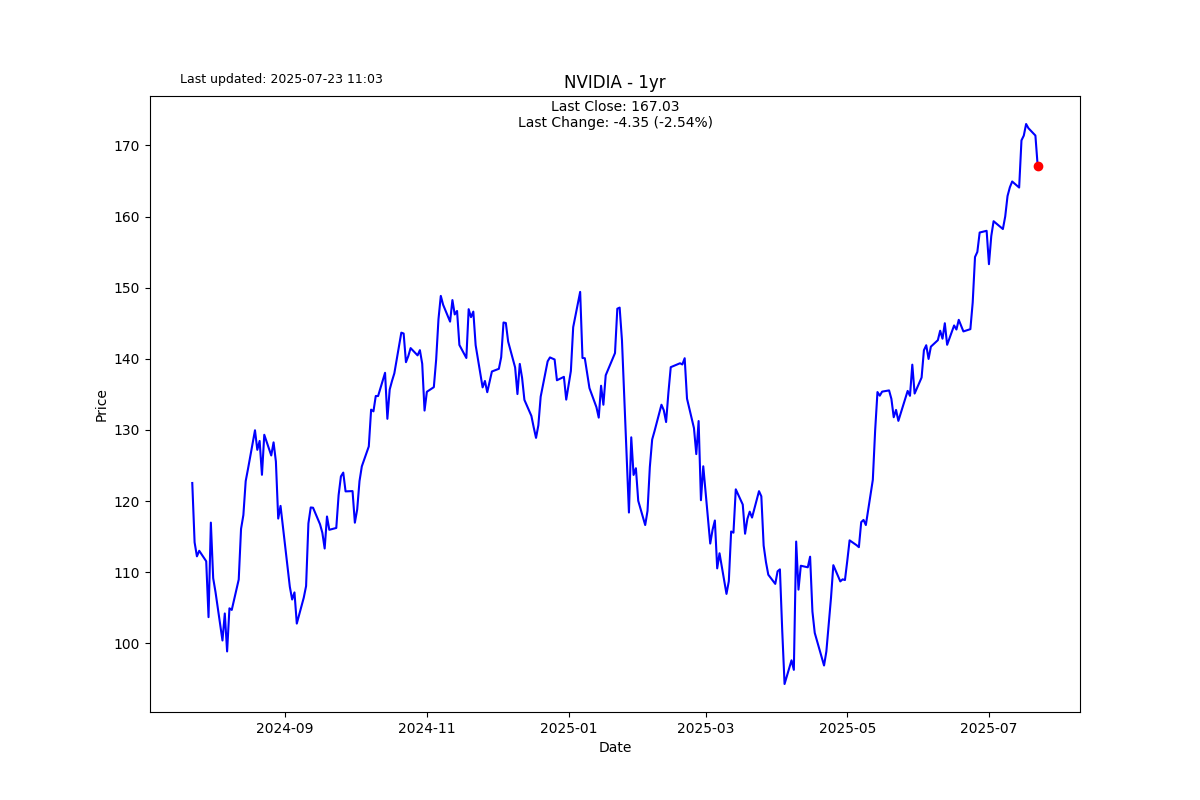 Last updated: 2025-07-23 11:03
NVIDIA - 1yr
Last Close: 167.03
Last Change: -4.35 (-2.54%)
170
160
150
140
130
120
110
100
Price
2024-09
2024-11
2025-01
2025-03
2025-05
2025-07
Date